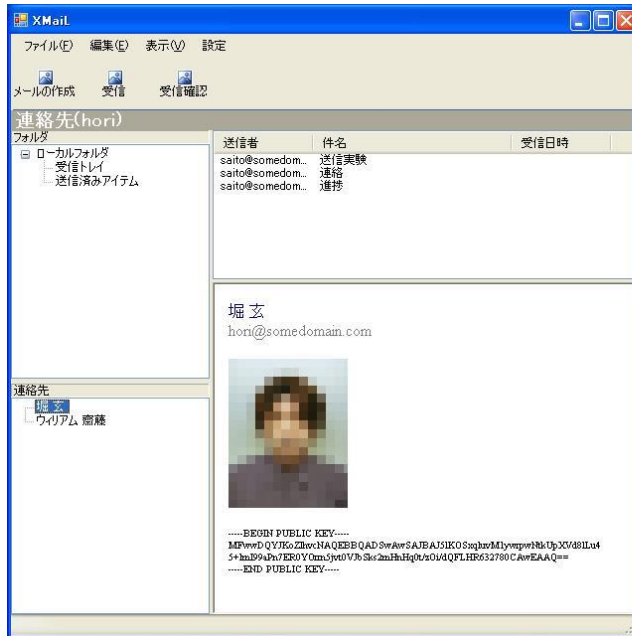 XMaiL
ファイル(F) 編集(E) 表示(V) 設定
メールの作成 受信 受信確認
連絡先(hori)
フォルダ
ローカルフォルダ
受信トレイ
送信済みアイテム
送信者 件名 受信日時
saito@somedom... 送信実験
saito@somedom... 連絡
saito@somedom... 進捗
堀 玄
hori@somedomain.com
連絡先
堀 玄
ウィリアム 齋藤
-----BEGIN PUBLIC KEY-----
-----END PUBLIC KEY-----